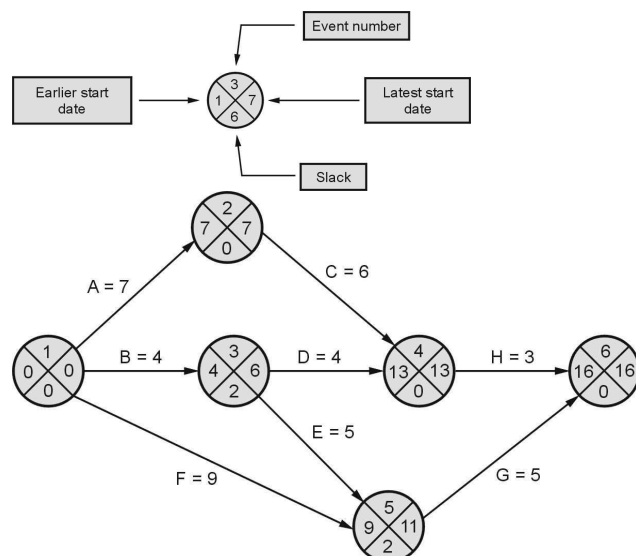 Event number
Earlier start
date
3
1 7
6
Latest start
date
Slack
2
7 7
0
A = 7
C = 6
1
0 0
0
B = 4
3
4 6
2
D = 4
4
13 13
0
H = 3
6
16 16
0
E = 5
F = 9
G = 5
5
9 11
2